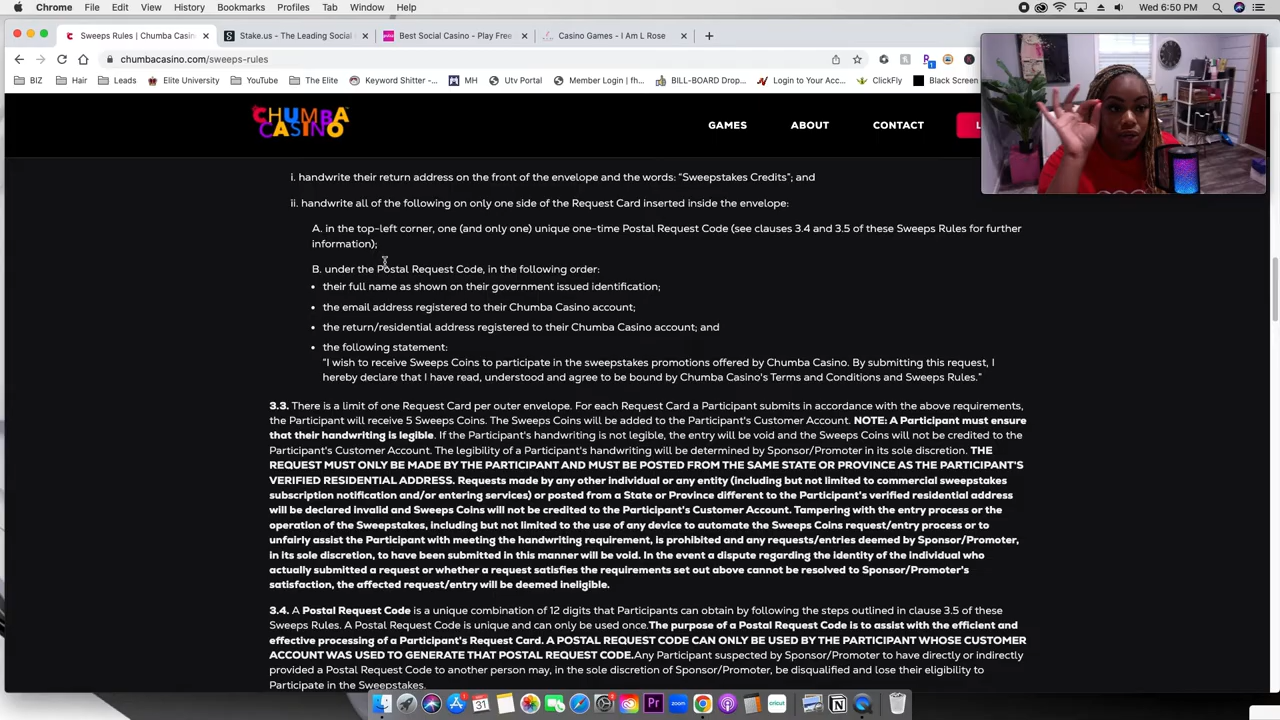 Chrome File Edit View History Bookmarks Profiles Tab Window Help
Wed 6:50 PM
Sweeps Rules | Chumba Casin
Stake.us - The Leading Social
Best Social Casino - Play Free
Casino Games - I Am L Rose
chumbacasino.com/sweeps-rules
BIZ Hair Leads Elite University YouTube The Elite Keyword Shitter -... MH Utv Portal Member Login | fh... BILL-BOARD Drop... Login to Your Acc... ClickFly Black Screen
CHUMBA CASINO
GAMES ABOUT CONTACT L
i. handwrite their return address on the front of the envelope and the words: “Sweepstakes Credits”; and
ii. handwrite all of the following on only one side of the Request Card inserted inside the envelope:
A. in the top-left corner, one (and only one) unique one-time Postal Request Code (see clauses 3.4 and 3.5 of these Sweeps Rules for further
information);
B. under the Postal Request Code, in the following order:
• their full name as shown on their government issued identification;
• the email address registered to their Chumba Casino account;
• the return/residential address registered to their Chumba Casino account; and
• the following statement:
“I wish to receive Sweeps Coins to participate in the sweepstakes promotions offered by Chumba Casino. By submitting this request, I
hereby declare that I have read, understood and agree to be bound by Chumba Casino's Terms and Conditions and Sweeps Rules.”
3.3. There is a limit of one Request Card per outer envelope. For each Request Card a Participant submits in accordance with the above requirements,
the Participant will receive 5 Sweeps Coins. The Sweeps Coins will be added to the Participant's Customer Account. NOTE: A Participant must ensure
that their handwriting is legible. If the Participant's handwriting is not legible, the entry will be void and the Sweeps Coins will not be credited to the
Participant's Customer Account. The legibility of a Participant's handwriting will be determined by Sponsor/Promoter in its sole discretion. THE
REQUEST MUST ONLY BE MADE BY THE PARTICIPANT AND MUST BE POSTED FROM THE SAME STATE OR PROVINCE AS THE PARTICIPANT'S
VERIFIED RESIDENTIAL ADDRESS. Requests made by any other individual or any entity (including but not limited to commercial sweepstakes
subscription notification and/or entering services) or posted from a State or Province different to the Participant's verified residential address
will be declared invalid and Sweeps Coins will not be credited to the Participant's Customer Account. Tampering with the entry process or the
operation of the Sweepstakes, including but not limited to the use of any device to automate the Sweeps Coins request/entry process or to
unfairly assist the Participant with meeting the handwriting requirement, is prohibited and any requests/entries deemed by Sponsor/Promoter,
in its sole discretion, to have been submitted in this manner will be void. In the event a dispute regarding the identity of the individual who
actually submitted a request or whether a request satisfies the requirements set out above cannot be resolved to Sponsor/Promoter's
satisfaction, the affected request/entry will be deemed ineligible.
3.4. A Postal Request Code is a unique combination of 12 digits that Participants can obtain by following the steps outlined in clause 3.5 of these
Sweeps Rules. A Postal Request Code is unique and can only be used once.The purpose of a Postal Request Code is to assist with the efficient and
effective processing of a Participant's Request Card. A POSTAL REQUEST CODE CAN ONLY BE USED BY THE PARTICIPANT WHOSE CUSTOMER
ACCOUNT WAS USED TO GENERATE THAT POSTAL REQUEST CODE.Any Participant suspected by Sponsor/Promoter to have directly or indirectly
provided a Postal Request Code to another person may, in the sole discretion of Sponsor/Promoter, be disqualified and lose their eligibility to
Participate in the Sweepstakes.
31 Pr zoom cricut